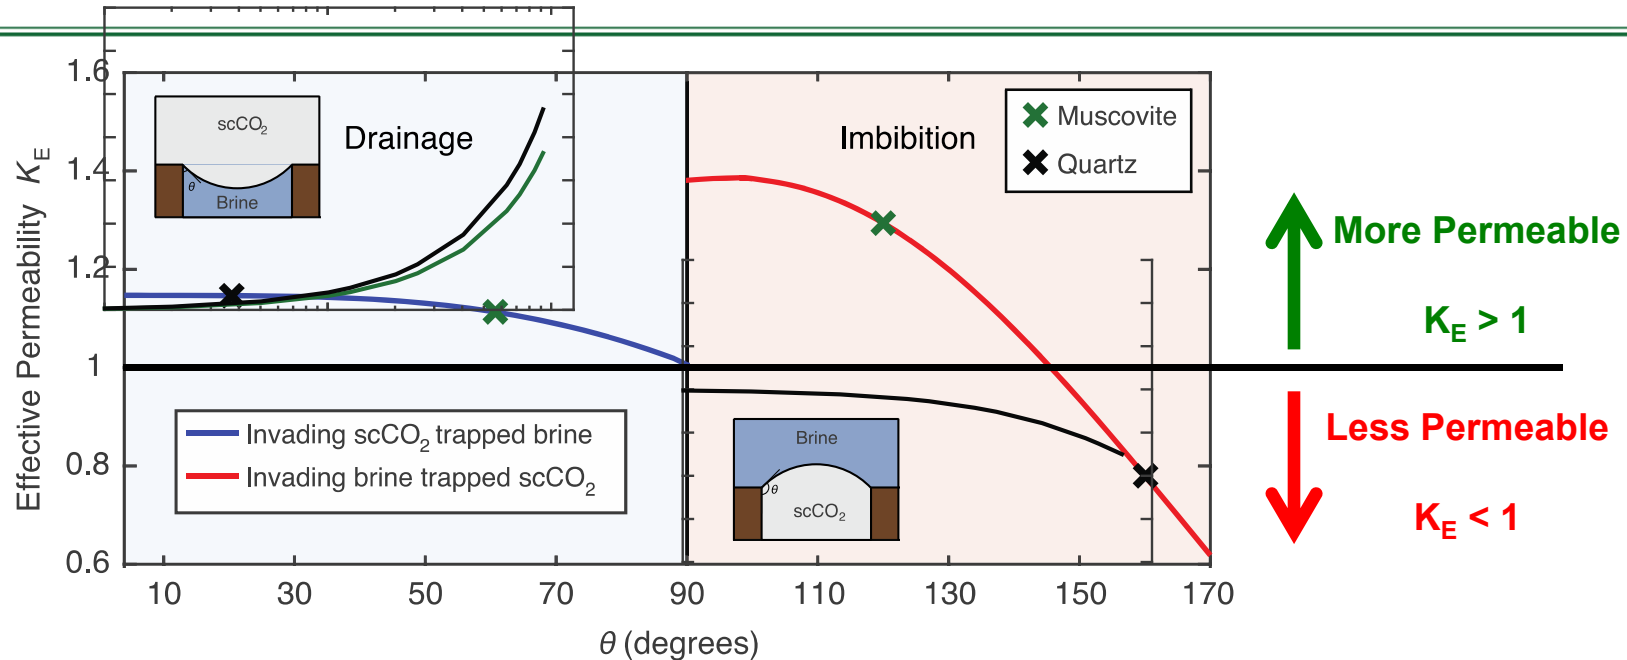 1.6
1.4
1.2
1
0.8
0.6
Effective Permeability K_E
scCO₂
θ
Brine
Drainage
Imbibition
Muscovite
Quartz
More Permeable
K_E > 1
Less Permeable
K_E < 1
Invading scCO₂ trapped brine
Invading brine trapped scCO₂
Brine
θ
scCO₂
10 30 50 70 90 110 130 150 170
θ (degrees)